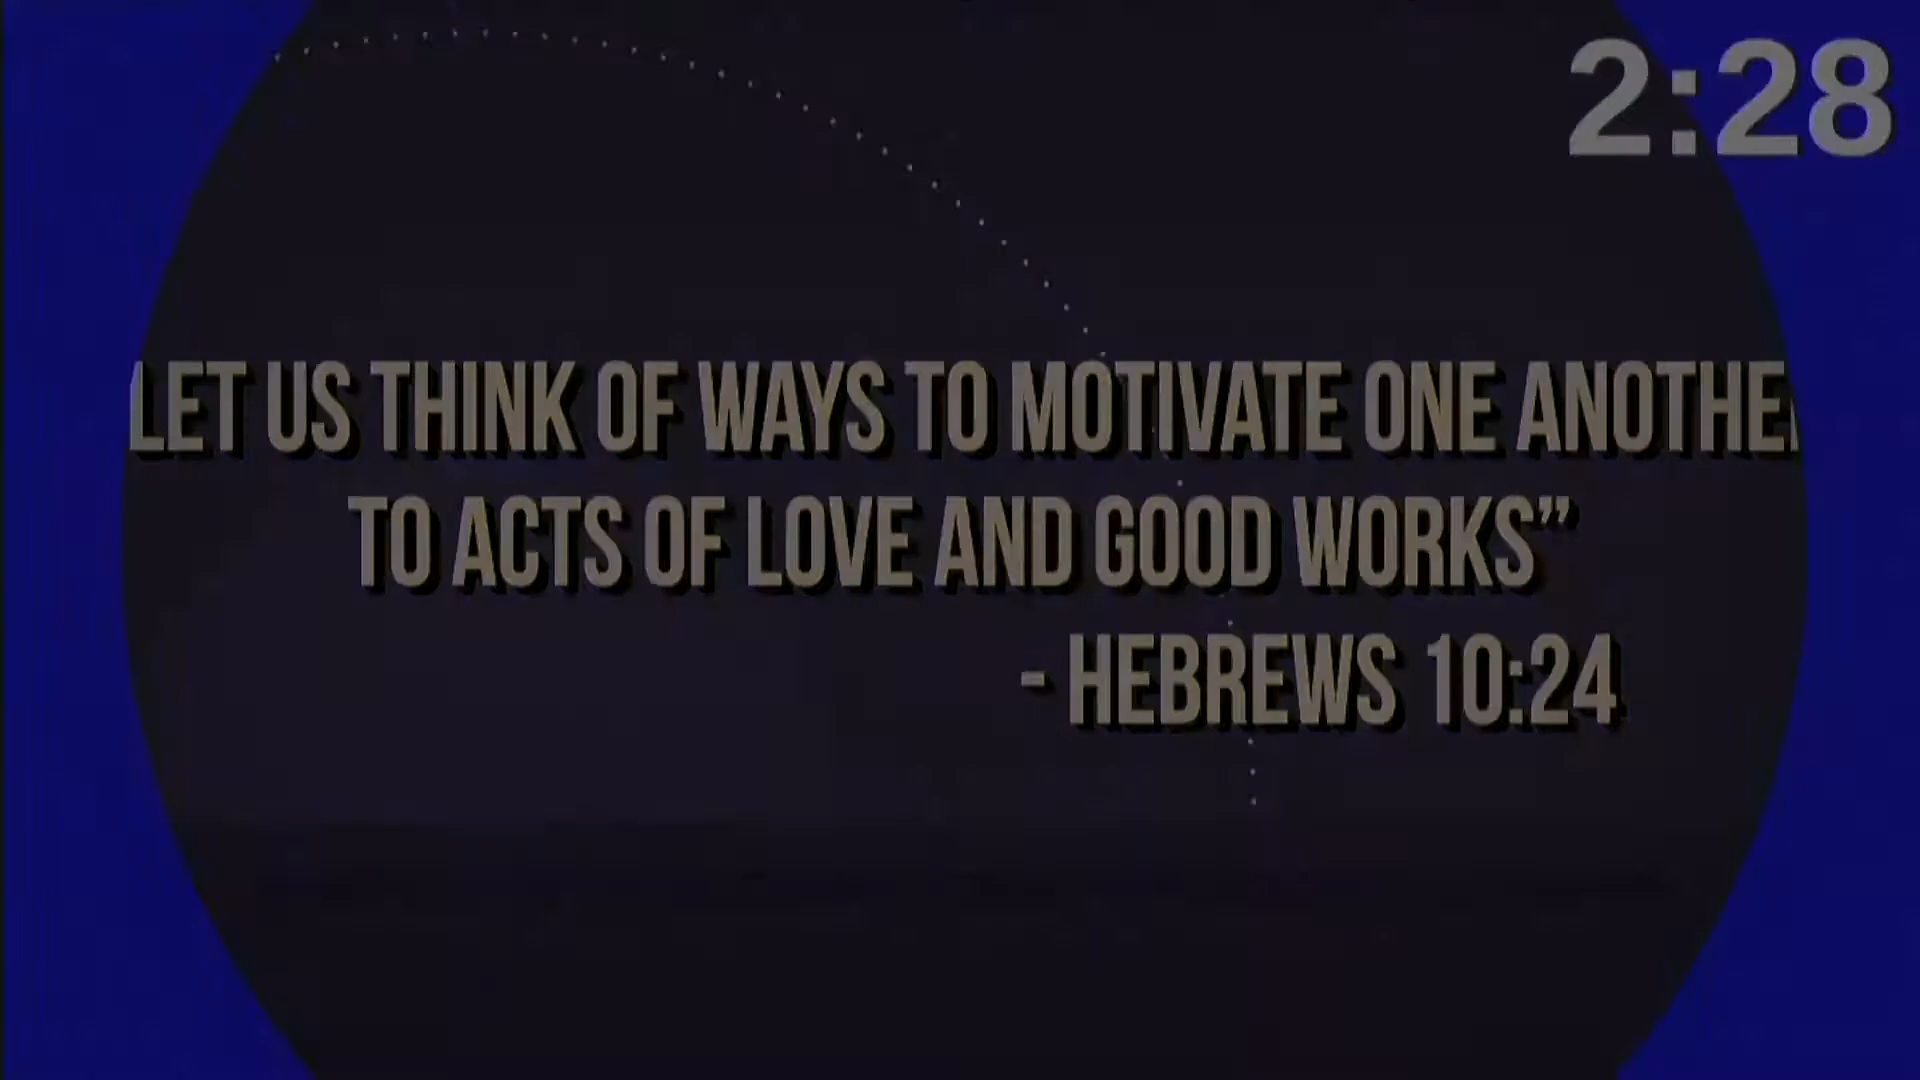 2:28
LET US THINK OF WAYS TO MOTIVATE ONE ANOTHER
TO ACTS OF LOVE AND GOOD WORKS”
- HEBREWS 10:24